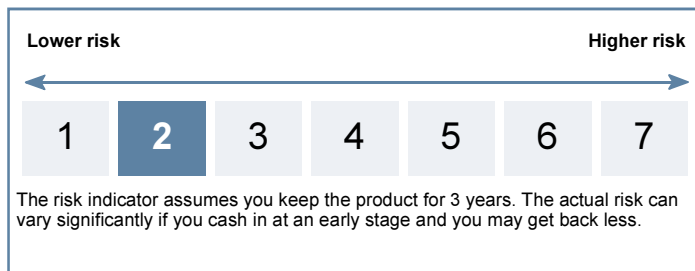 Lower risk Higher risk
1 2 3 4 5 6 7
The risk indicator assumes you keep the product for 3 years. The actual risk can
vary significantly if you cash in at an early stage and you may get back less.